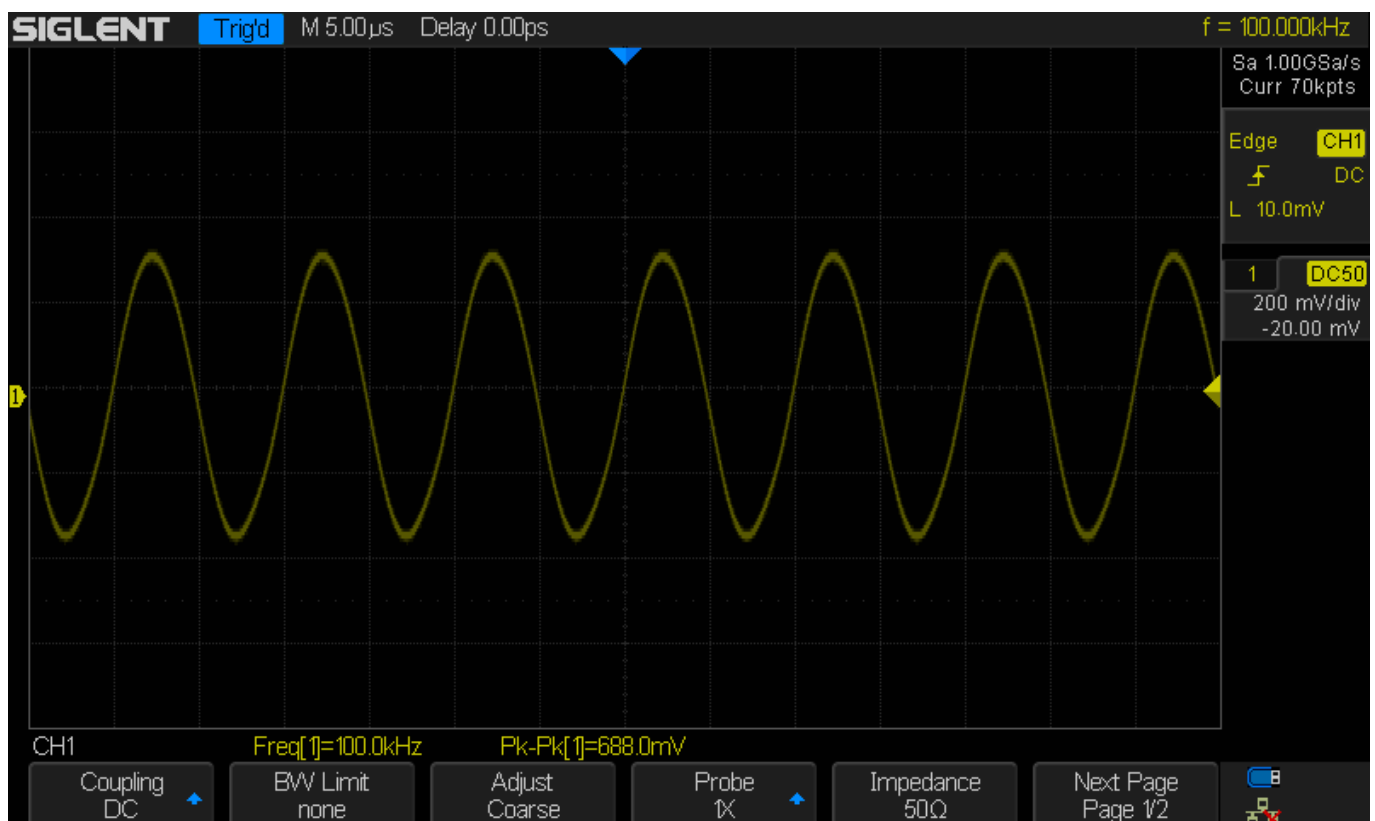 SIGLENT Trig'd M 5.00µs Delay 0.00ps f = 100.000kHz
Sa 1.00GSa/s
Curr 70kpts
Edge CH1
DC
L 10.0mV
1 DC50
200 mV/div
-20.00 mV
1
CH1 Freq[1]=100.0kHz Pk-Pk[1]=688.0mV
Coupling BW Limit Adjust Probe Impedance Next Page
DC none Coarse 1X 50Ω Page 1/2